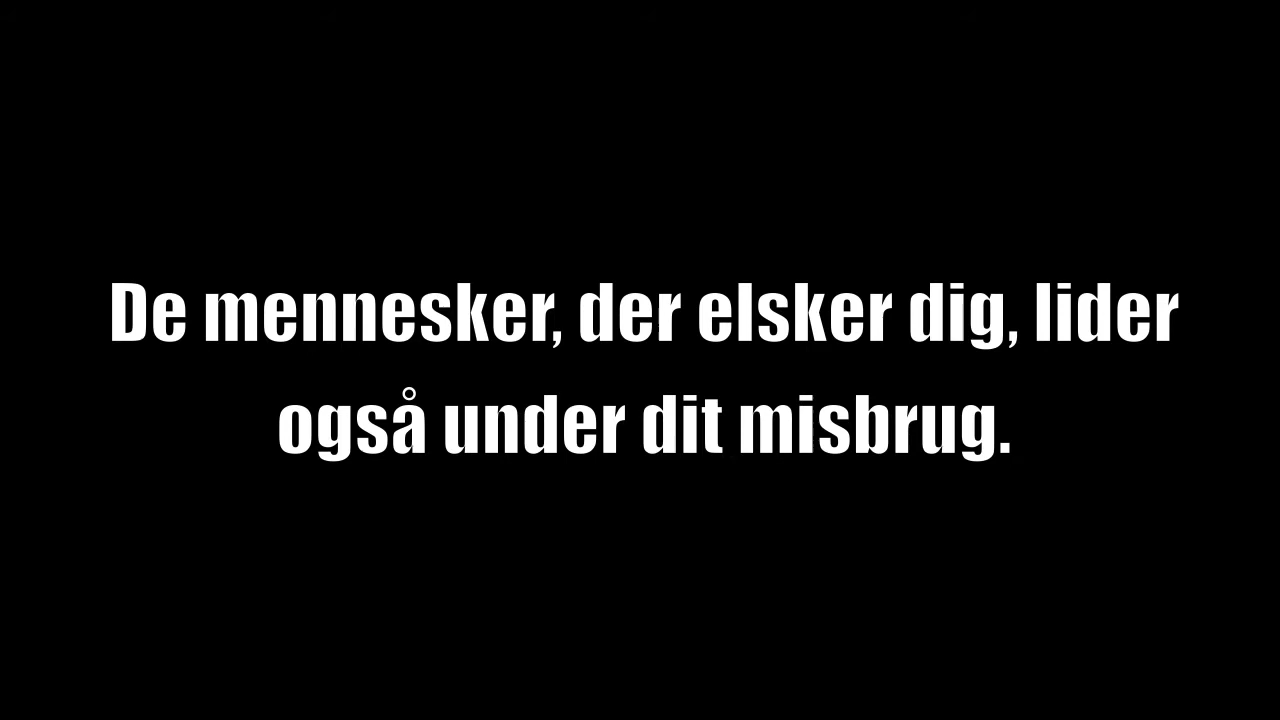 De mennesker, der elsker dig, lider
også under dit misbrug.